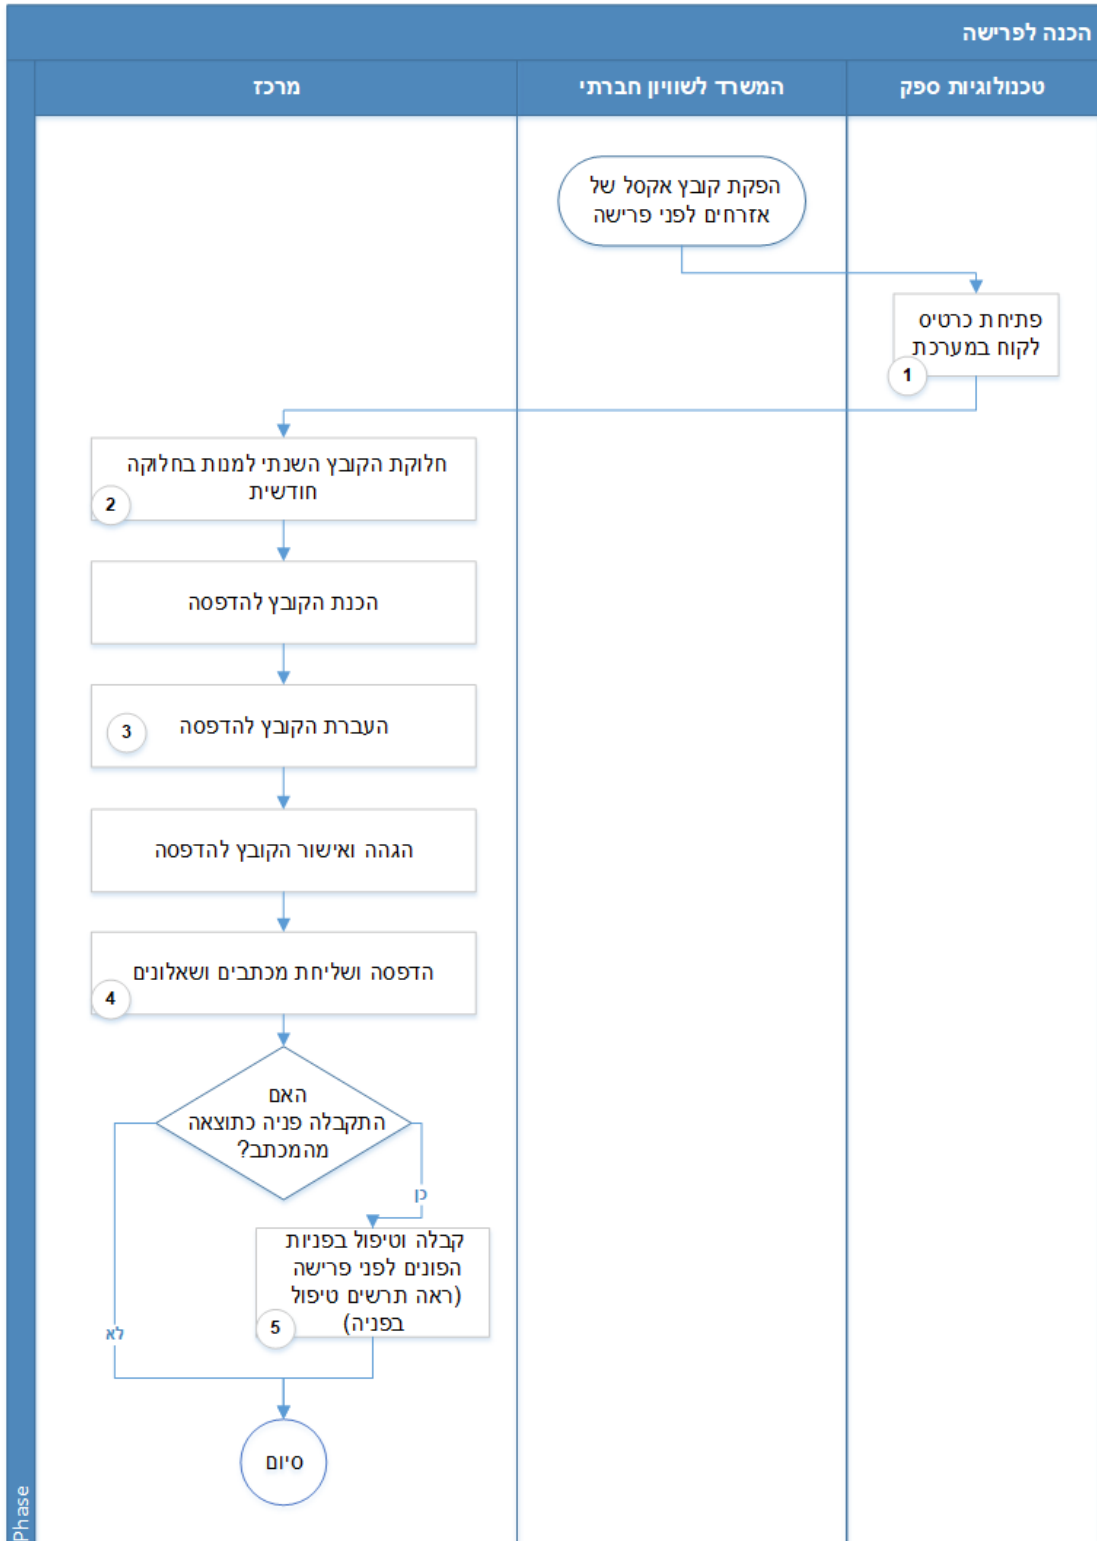 הכנה לפרישה
טכנולוגיות ספק
המשרד לשוויון חברתי
מרכז
הפקת קובץ אקסל של
אזרחים לפני פרישה
פתיחת כרטיס
לקוח במערכת
1
חלוקת הקובץ השנתי למנות בחלוקה
חודשית
2
הכנת הקובץ להדפסה
העברת הקובץ להדפסה
3
הגהה ואישור הקובץ להדפסה
הדפסה ושליחת מכתבים ושאלונים
4
האם
התקבלה פניה כתוצאה
מהמכתב?
כן
קבלה וטיפול בפניות
הפונים לפני פרישה
(ראה תרשים טיפול
בפניה)
5
לא
סיום
Phase